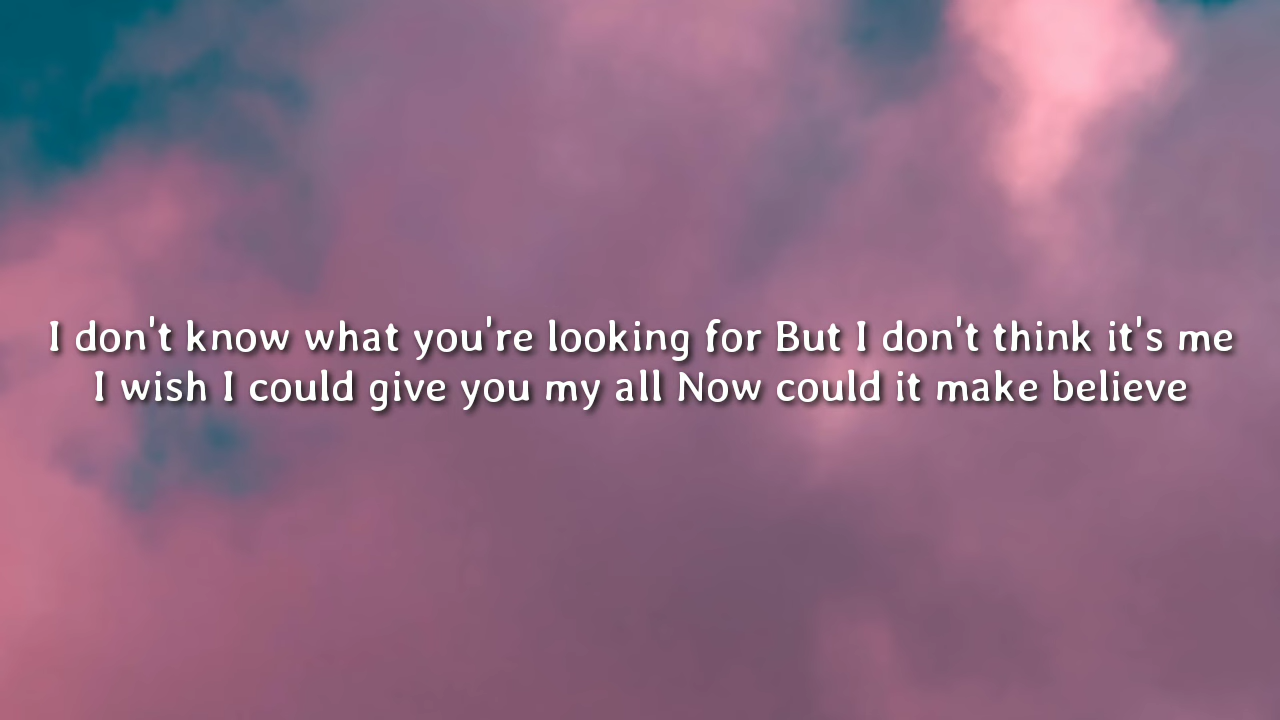 I don't know what you're looking for But I don't think it's me
I wish I could give you my all Now could it make believe